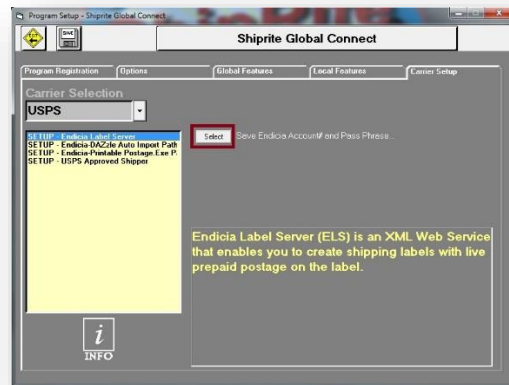 Program Setup - Shiprite Global Connect
SAVE
Shiprite Global Connect
Program Registration
Options
Global Features
Local Features
Carrier Setup
Carrier Selection
USPS
SETUP - Endicia Label Server
SETUP - Endicia-DAZzle Auto Import Path
SETUP - Endicia-Printable Postage.Exe P
SETUP - USPS Approved Shipper
Select
Save Endicia Account# and Pass Phrase...
Endicia Label Server (ELS) is an XML Web Service
that enables you to create shipping labels with live
prepaid postage on the label.
i
INFO